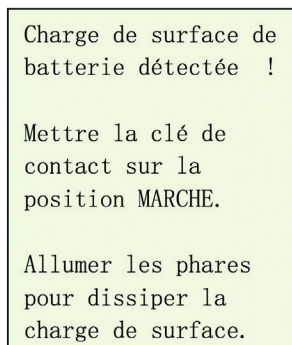 Charge de surface de
batterie détectée !
Mettre la clé de
contact sur la
position MARCHE.
Allumer les phares
pour dissiper la
charge de surface.